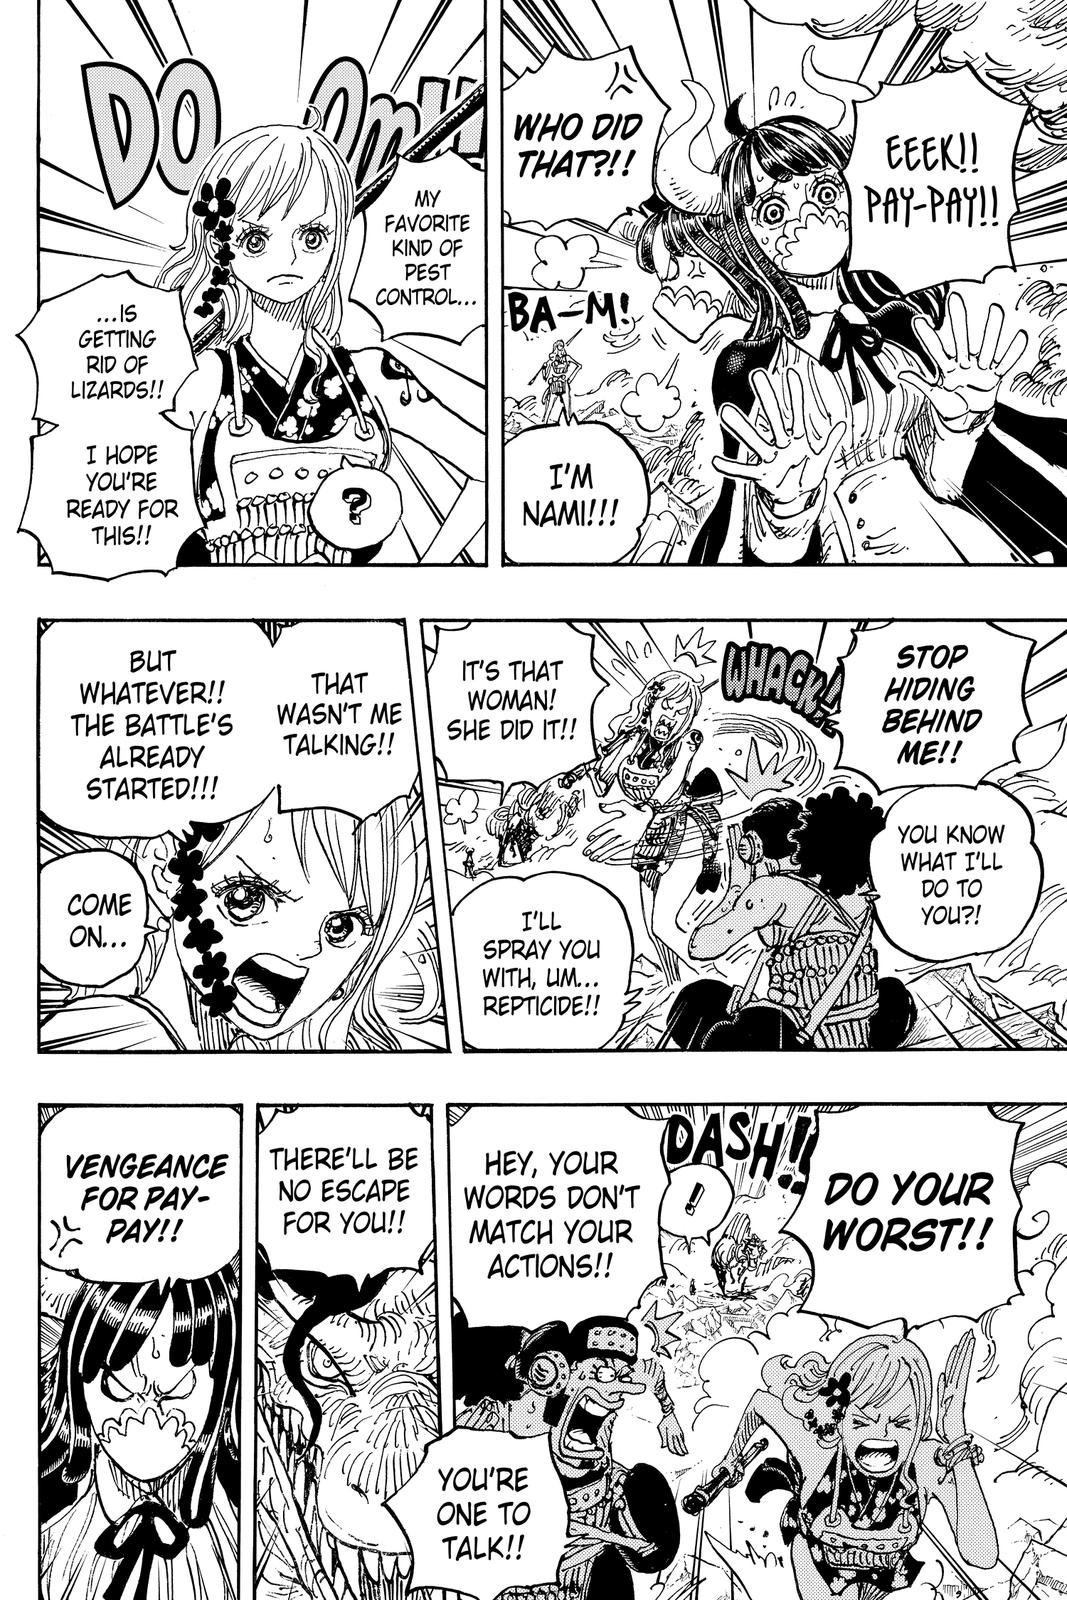 EEEK!!
PAY-PAY!!
WHO DID
THAT?!!
BA-M!
I'M
NAMI!!!
MY
FAVORITE
KIND OF
PEST
CONTROL...
...IS
GETTING
RID OF
LIZARDS!!
I HOPE
YOU'RE
READY FOR
THIS!!
?
STOP
HIDING
BEHIND
ME!!
WHACK!!
YOU KNOW
WHAT I'LL
DO TO
YOU?!
IT'S THAT
WOMAN!
SHE DID IT!!
I'LL
SPRAY YOU
WITH, UM...
REPTICIDE!!
THAT
WASN'T ME
TALKING!!
BUT
WHATEVER!!
THE BATTLE'S
ALREADY
STARTED!!!
COME
ON...
DO YOUR
WORST!!
DASH!!
!
HEY, YOUR
WORDS DON'T
MATCH YOUR
ACTIONS!!
YOU'RE
ONE TO
TALK!!
THERE'LL BE
NO ESCAPE
FOR YOU!!
VENGEANCE
FOR PAY-
PAY!!